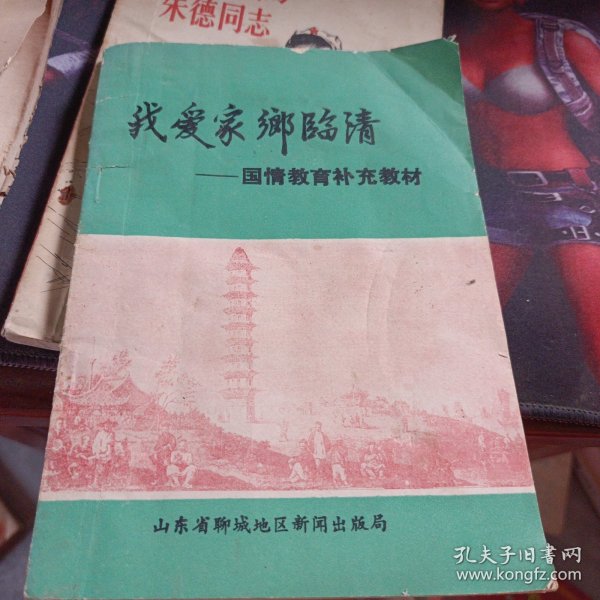 朱德同志
我爱家鄉临清
——国情教育补充教材
山东省聊城地区新闻出版局
孔夫子旧书网
www.kongfz.com